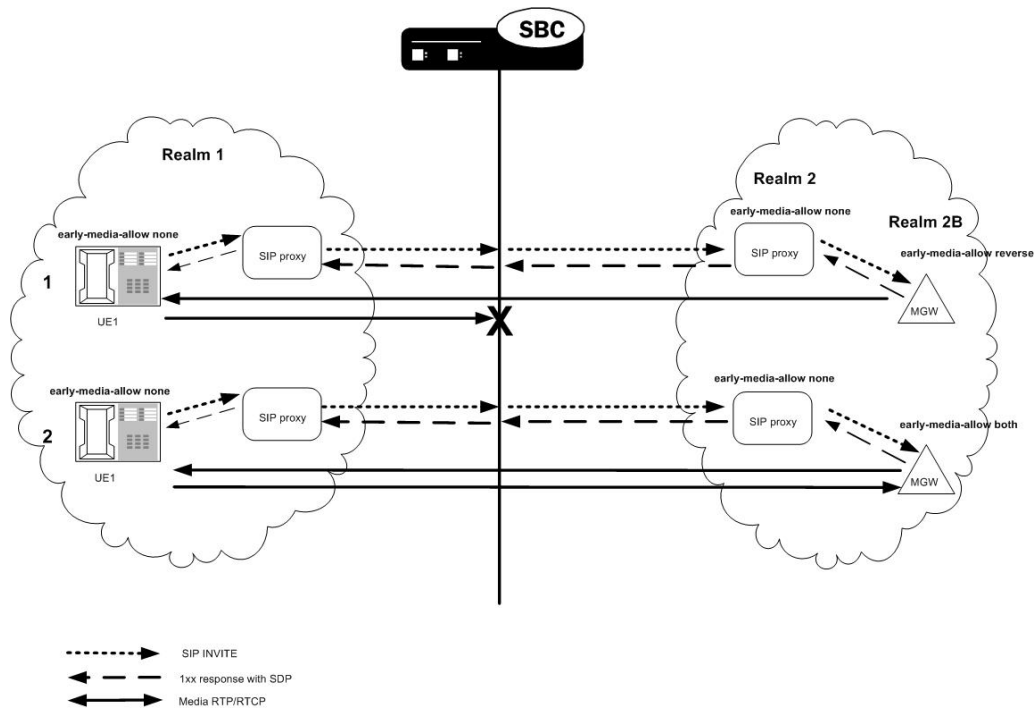 SBC
Realm 1
Realm 2
Realm 2B
early-media-allow none
early-media-allow none
early-media-allow reverse
1
SIP proxy
SIP proxy
UE1
MGW
X
early-media-allow none
early-media-allow none
early-media-allow both
2
SIP proxy
SIP proxy
UE1
MGW
SIP INVITE
1xx response with SDP
Media RTP/RTCP